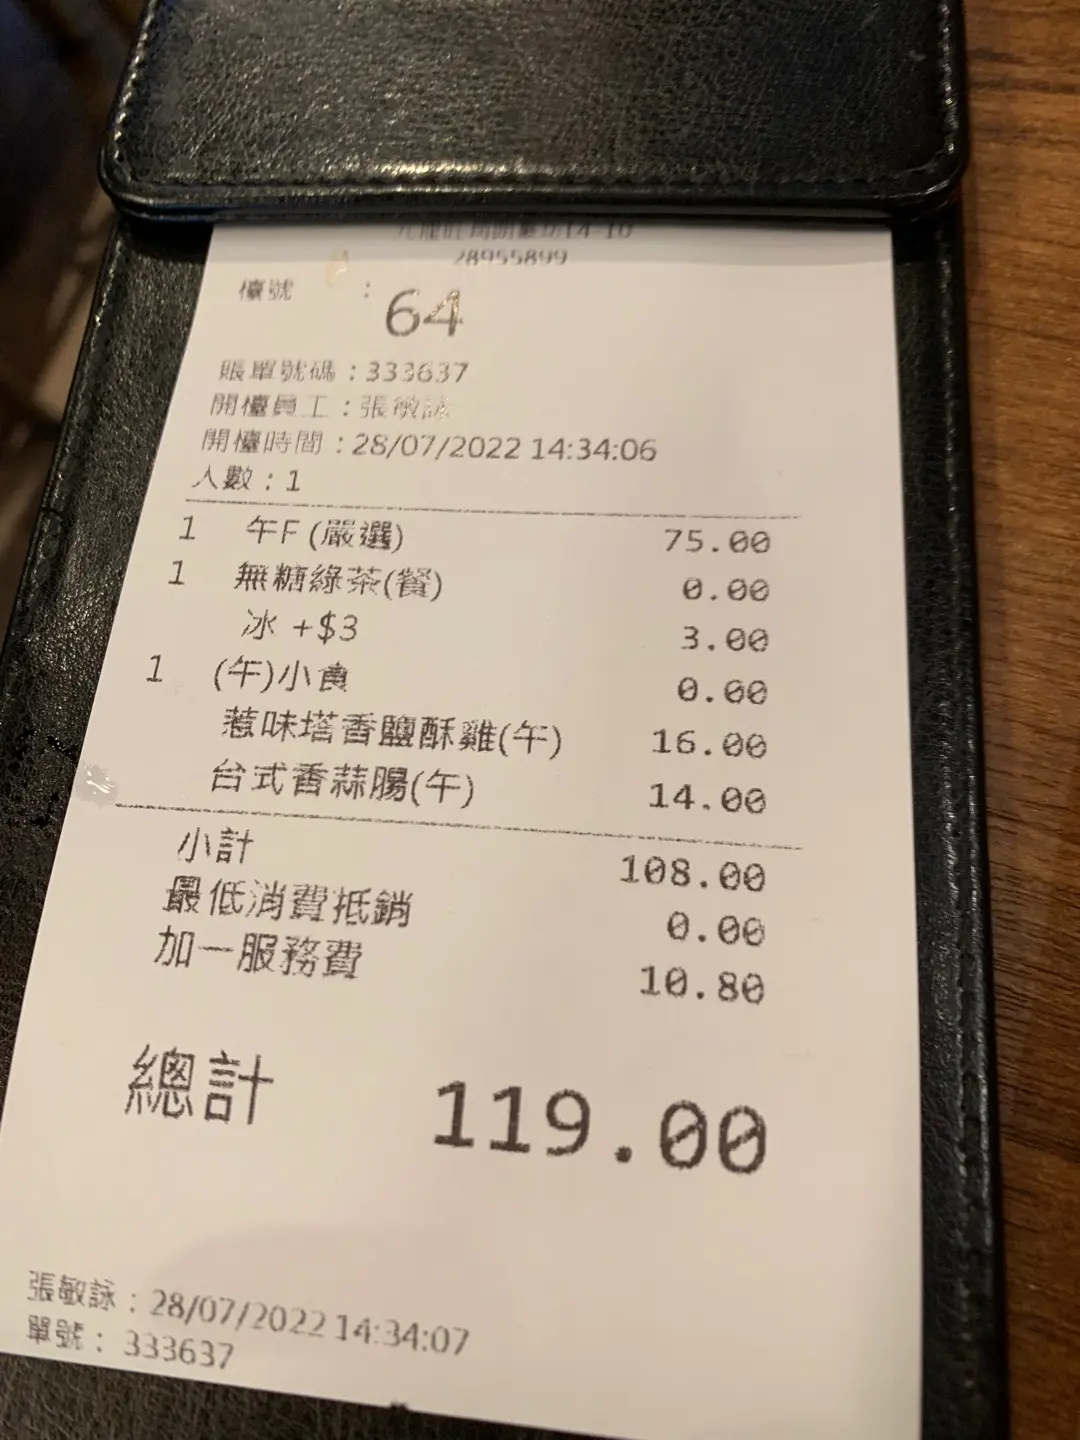 28955899
檯號 : 64
賬單號碼：333637
開檯員工：張敏詠
開檯時間：28/07/2022 14:34:06
人數：1
1 午F (嚴選) 75.00
1 無糖綠茶(餐) 0.00
冰 +$3 3.00
1 (午)小食 0.00
惹味塔香鹽酥雞(午) 16.00
台式香蒜腸(午) 14.00
小計 108.00
最低消費抵銷 0.00
加一服務費 10.80
總計 119.00
張敏詠：28/07/2022 14:34:07
單號： 333637